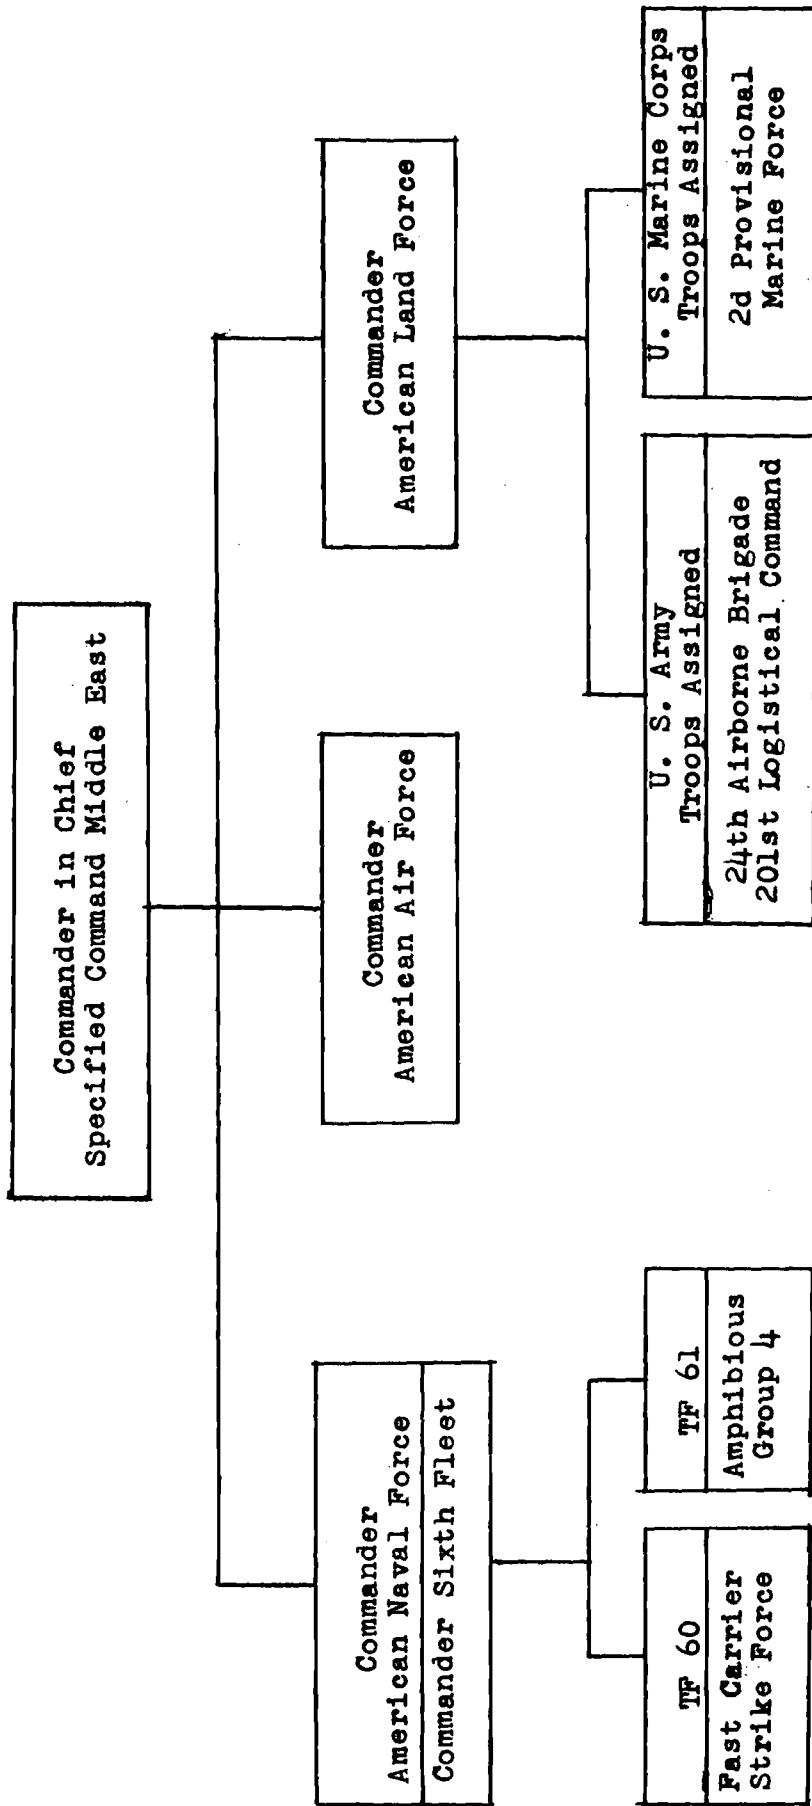 Commander in Chief
Specified Command Middle East
Commander
American Naval Force
Commander Sixth Fleet
Commander
American Air Force
Commander
American Land Force
TF 60
Fast Carrier
Strike Force
TF 61
Amphibious
Group 4
U. S. Army
Troops Assigned
24th Airborne Brigade
201st Logistical Command
U. S. Marine Corps
Troops Assigned
2d Provisional
Marine Force